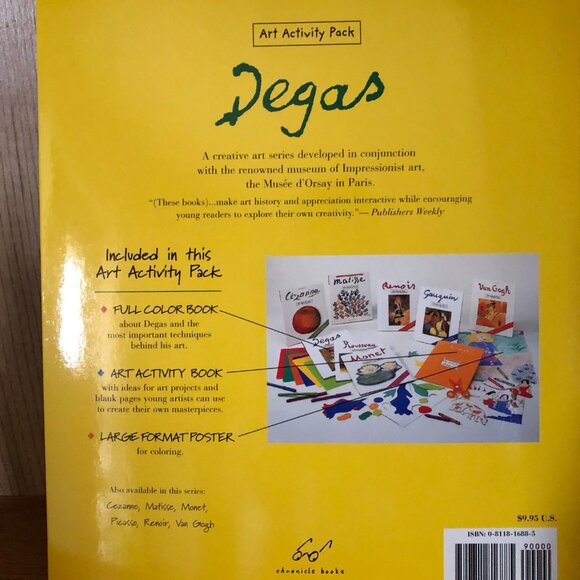 Art Activity Pack
Degas
A creative art series developed in conjunction
with the renowned museum of Impressionist art,
the Musée d'Orsay in Paris.
"(These books)...make art history and appreciation interactive while encouraging
young readers to explore their own creativity."— Publishers Weekly
Included in this
Art Activity Pack
FULL COLOR BOOK
about Degas and the
most important techniques
behind his art.
ART ACTIVITY BOOK
with ideas for art projects and
blank pages young artists can use
to create their own masterpieces.
LARGE FORMAT POSTER
for coloring.
Cézanne
Matisse
Renoir
Gauguin
Van Gogh
Degas
Rousseau
Monet
Also available in this series:
Cezanne, Matisse, Monet,
Picasso, Renoir, Van Gogh
chronicle books
$9.95 U.S.
ISBN: 0-8118-1688-5
90000